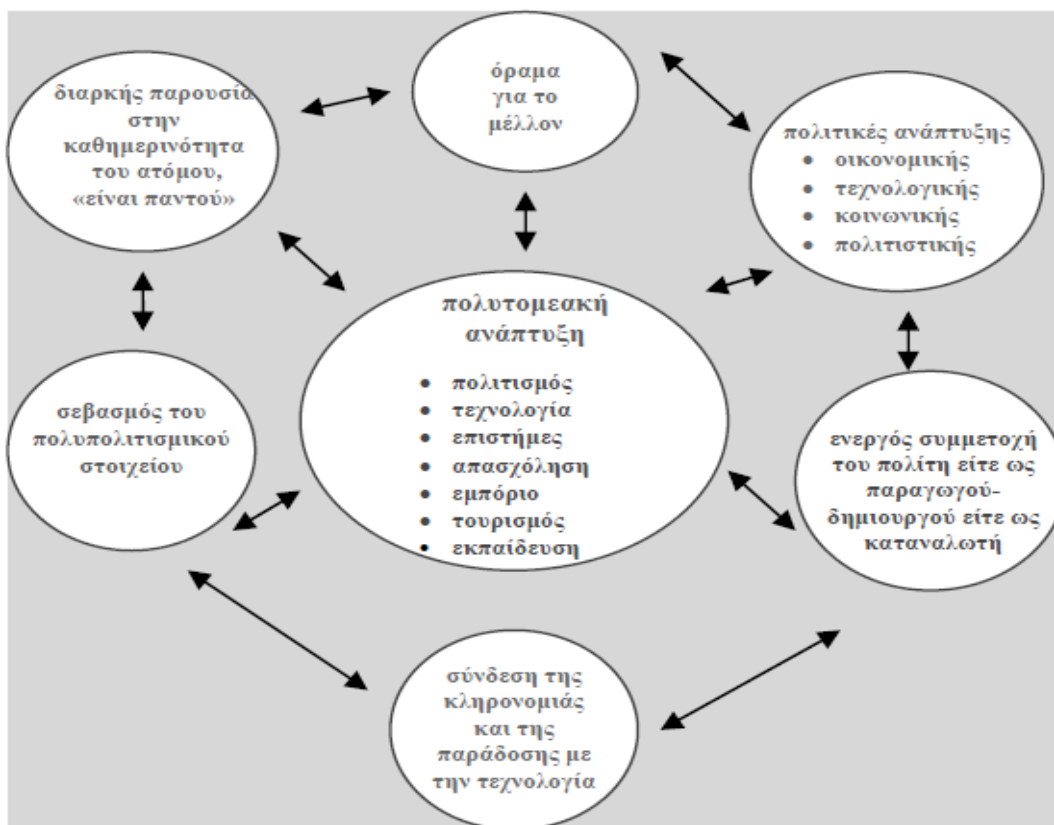 διαρκής παρουσία
στην
καθημερινότητα
του ατόμου,
«είναι παντού»
όραμα
για το
μέλλον
πολιτικές ανάπτυξης
• οικονομικής
• τεχνολογικής
• κοινωνικής
• πολιτιστικής
πολυτομεακή
ανάπτυξη
• πολιτισμός
• τεχνολογία
• επιστήμες
• απασχόληση
• εμπόριο
• τουρισμός
• εκπαίδευση
σεβασμός του
πολυπολιτισμικού
στοιχείου
ενεργός συμμετοχή
του πολίτη είτε ως
παραγωγού-
δημιουργού είτε ως
καταναλωτή
σύνδεση της
κληρονομιάς
και της
παράδοσης με
την τεχνολογία